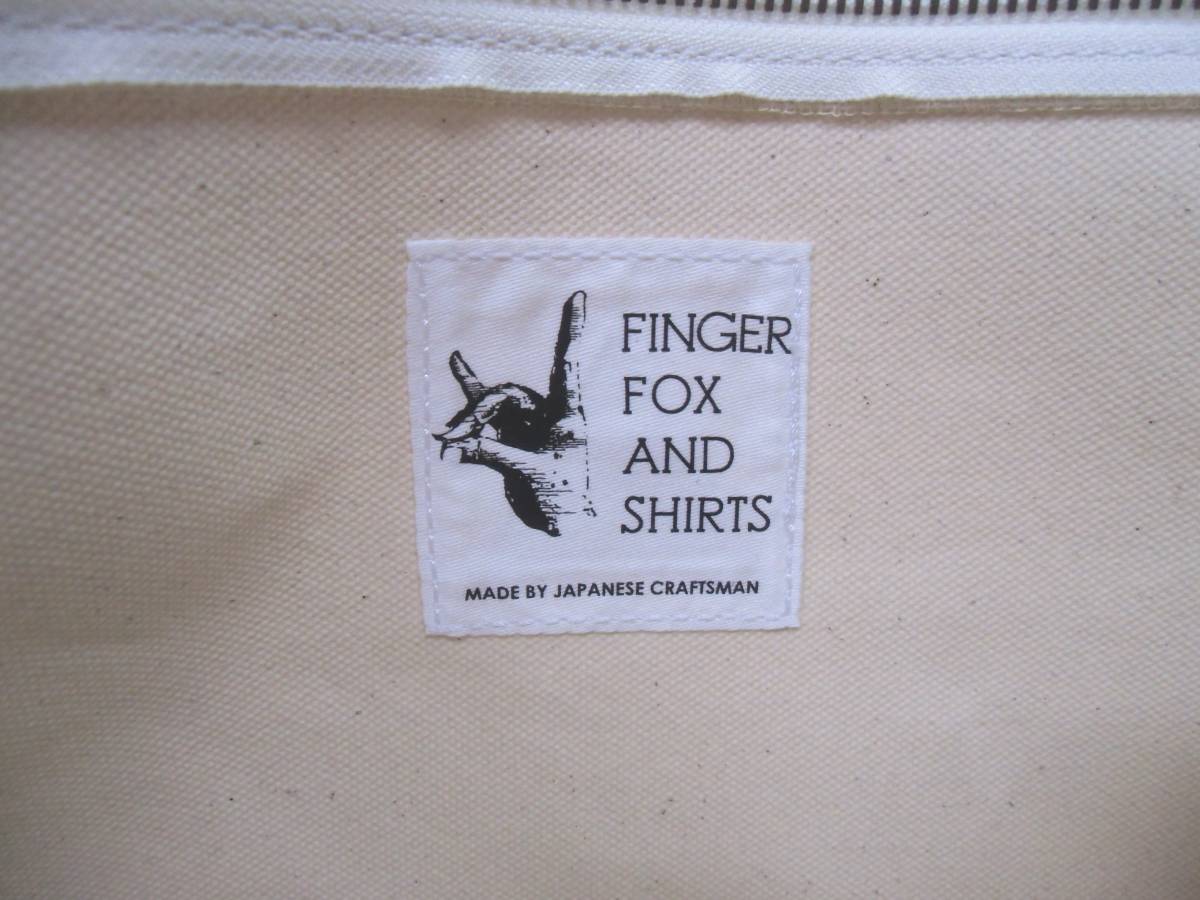 FINGER
FOX
AND
SHIRTS
MADE BY JAPANESE CRAFTSMAN